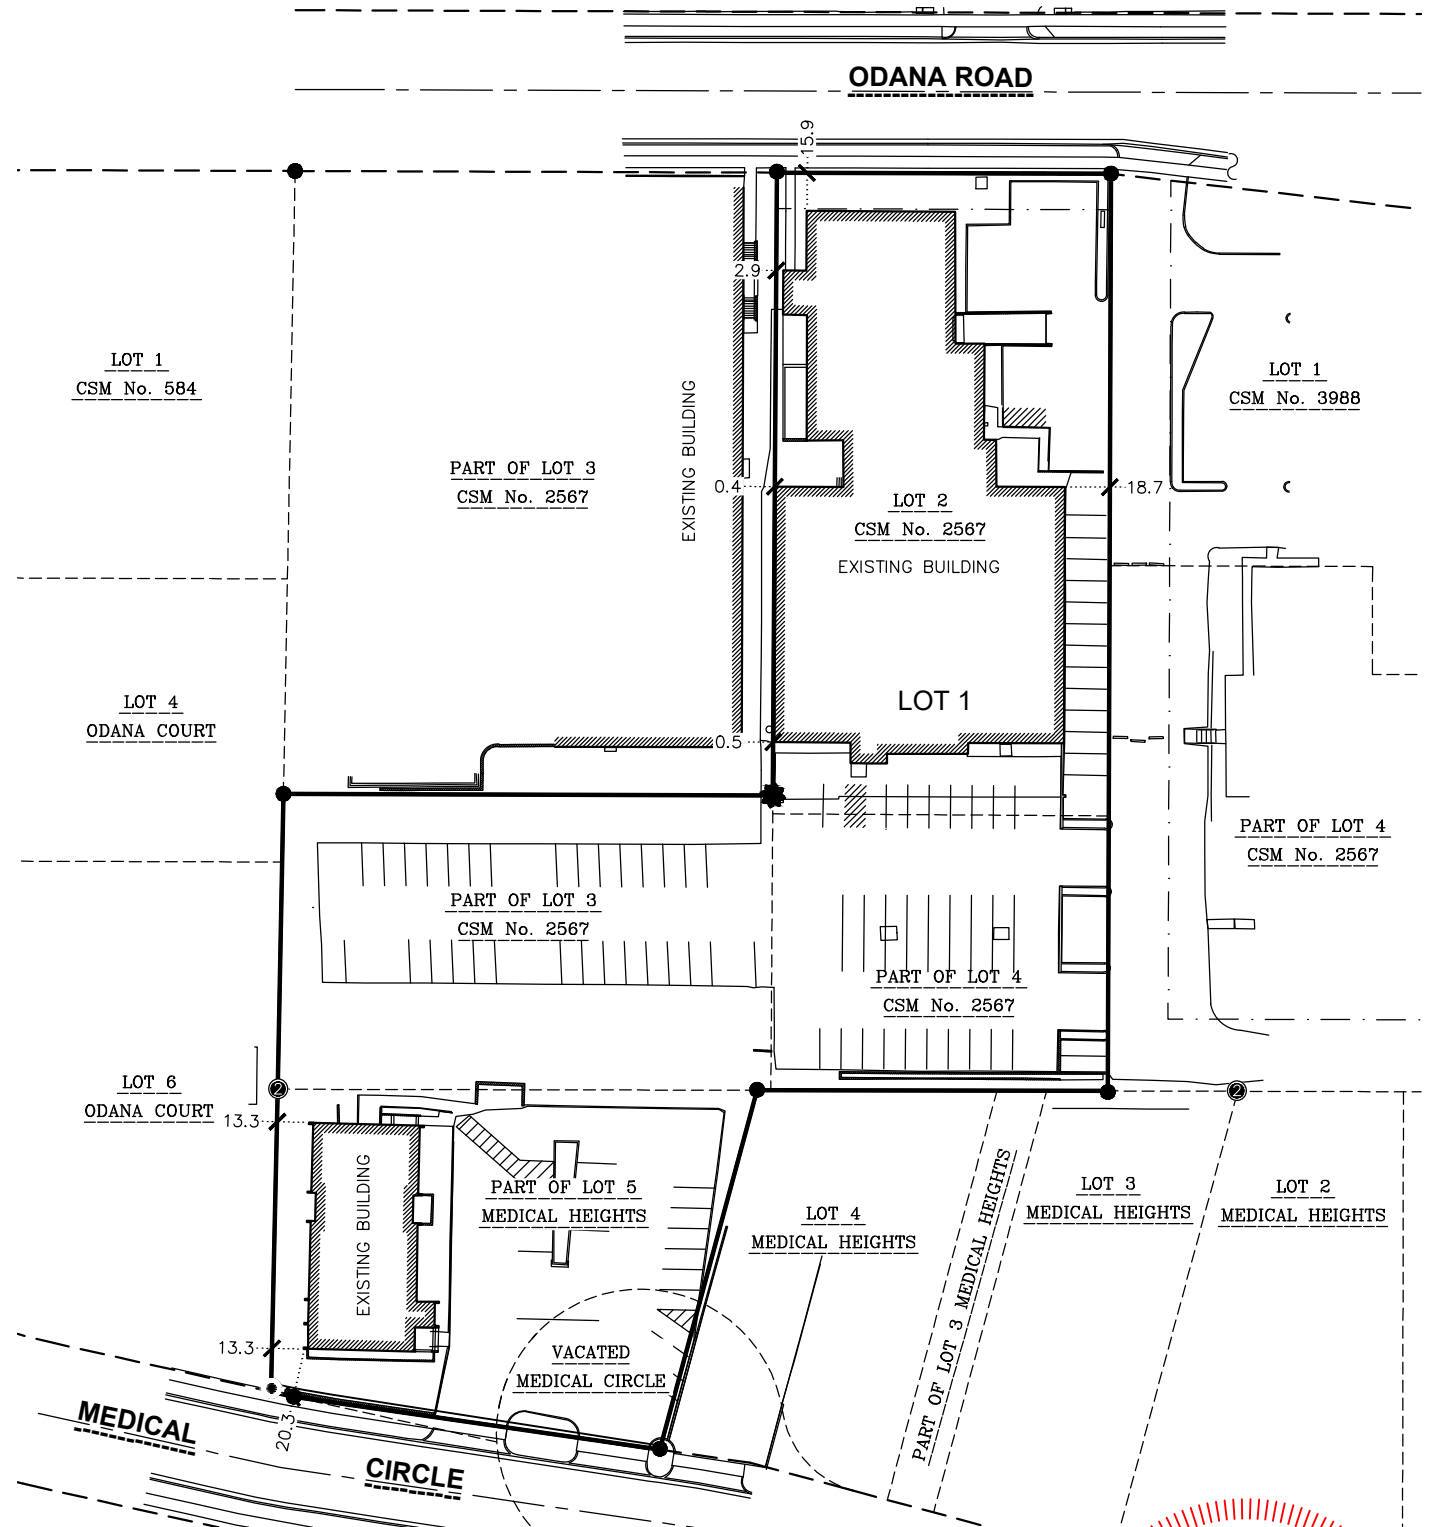 ODANA ROAD
15.9
2.9
LOT 1
CSM No. 584
LOT 1
CSM No. 3988
EXISTING BUILDING
PART OF LOT 3
CSM No. 2567
0.4
18.7
LOT 2
CSM No. 2567
EXISTING BUILDING
LOT 4
ODANA COURT
LOT 1
0.5
PART OF LOT 4
CSM No. 2567
PART OF LOT 3
CSM No. 2567
PART OF LOT 4
CSM No. 2567
LOT 6
ODANA COURT
2
2
13.3
EXISTING BUILDING
PART OF LOT 5
MEDICAL HEIGHTS
LOT 4
MEDICAL HEIGHTS
PART OF LOT 3 MEDICAL HEIGHTS
LOT 3
MEDICAL HEIGHTS
LOT 2
MEDICAL HEIGHTS
13.3
VACATED
MEDICAL CIRCLE
20.3
MEDICAL
CIRCLE